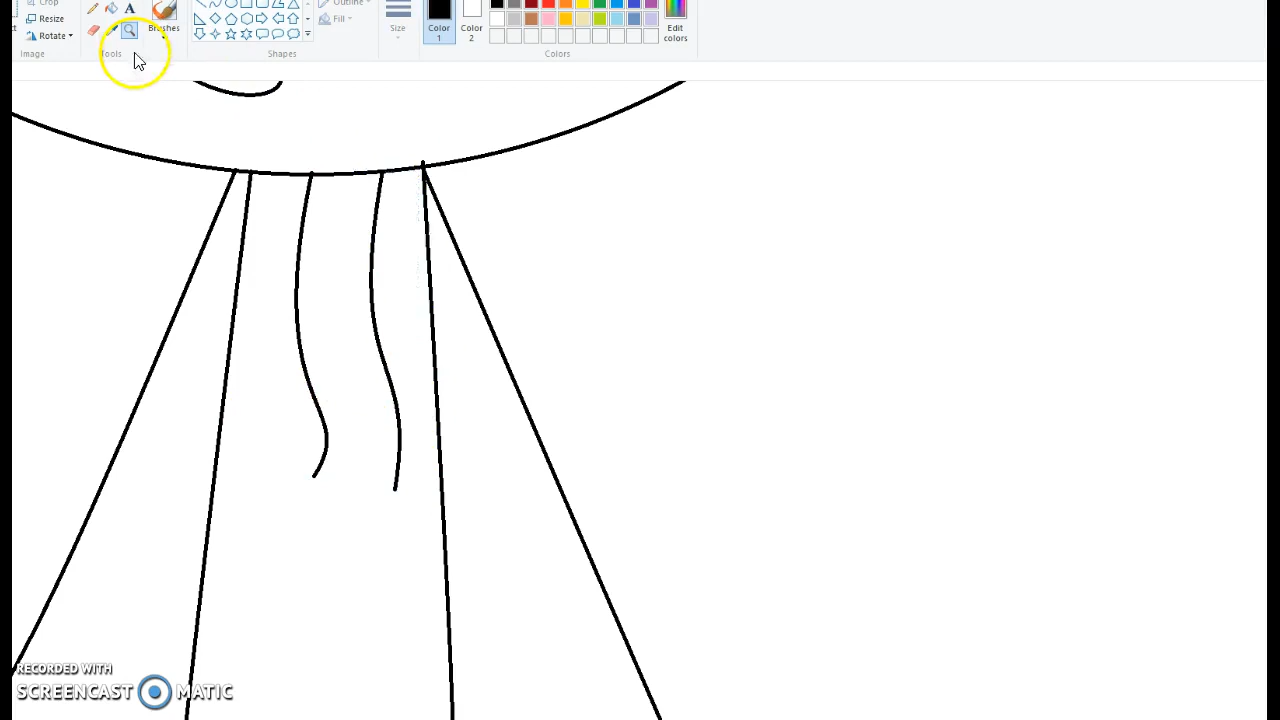 Crop
Outline
A
Resize
Fill
Rotate
Brushes
Size
Color
1
Color
2
Edit
colors
Image
Tools
Shapes
Colors
RECORDED WITH
SCREENCAST MATIC